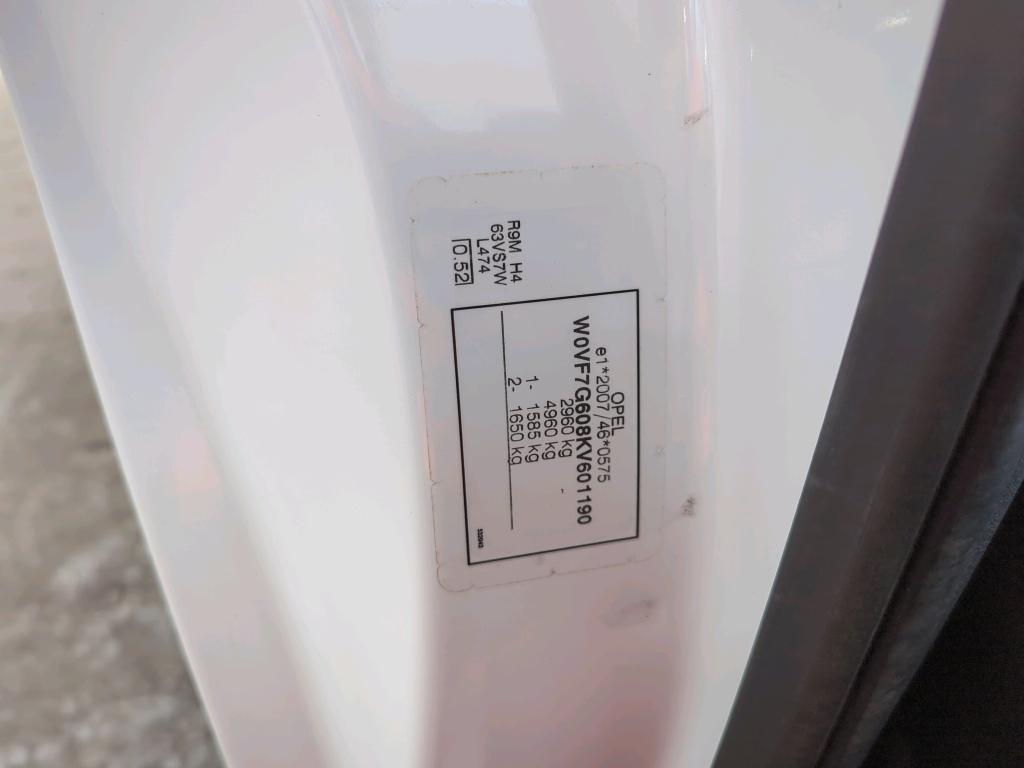 R9M H4
63VS7W
L474
0.52
OPEL
e1*2007/46*0575
W0VF7G608KV601190
2960 kg
4960 kg
1- 1585 kg
2- 1650 kg